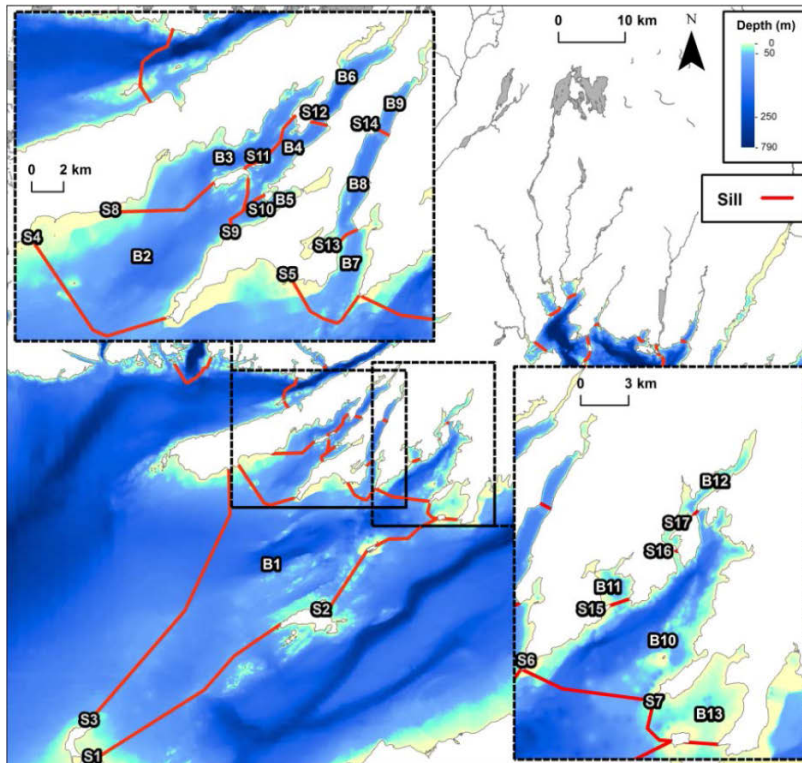 0 10 km
N
Depth (m)
0
50
250
790
Sill
B6
B9
S12
S14
B3
S11
B4
0 2 km
B8
B5
S8
S10
S9
S13
S4
B2
S5
B7
0 3 km
B12
S17
S16
B1
B11
S15
S2
B10
S6
S7
B13
S3
S1